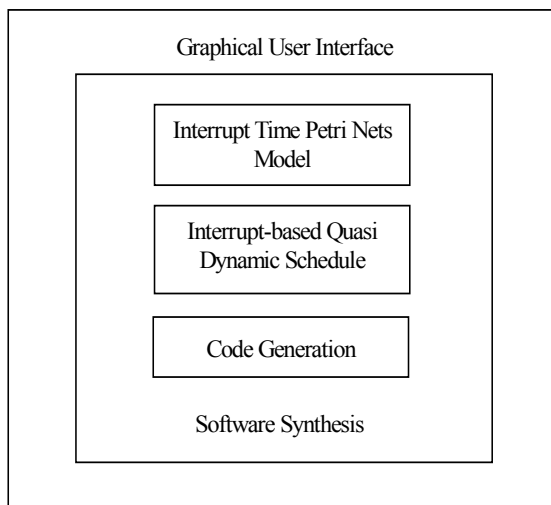 Graphical User Interface
Interrupt Time Petri Nets
Model
Interrupt-based Quasi
Dynamic Schedule
Code Generation
Software Synthesis